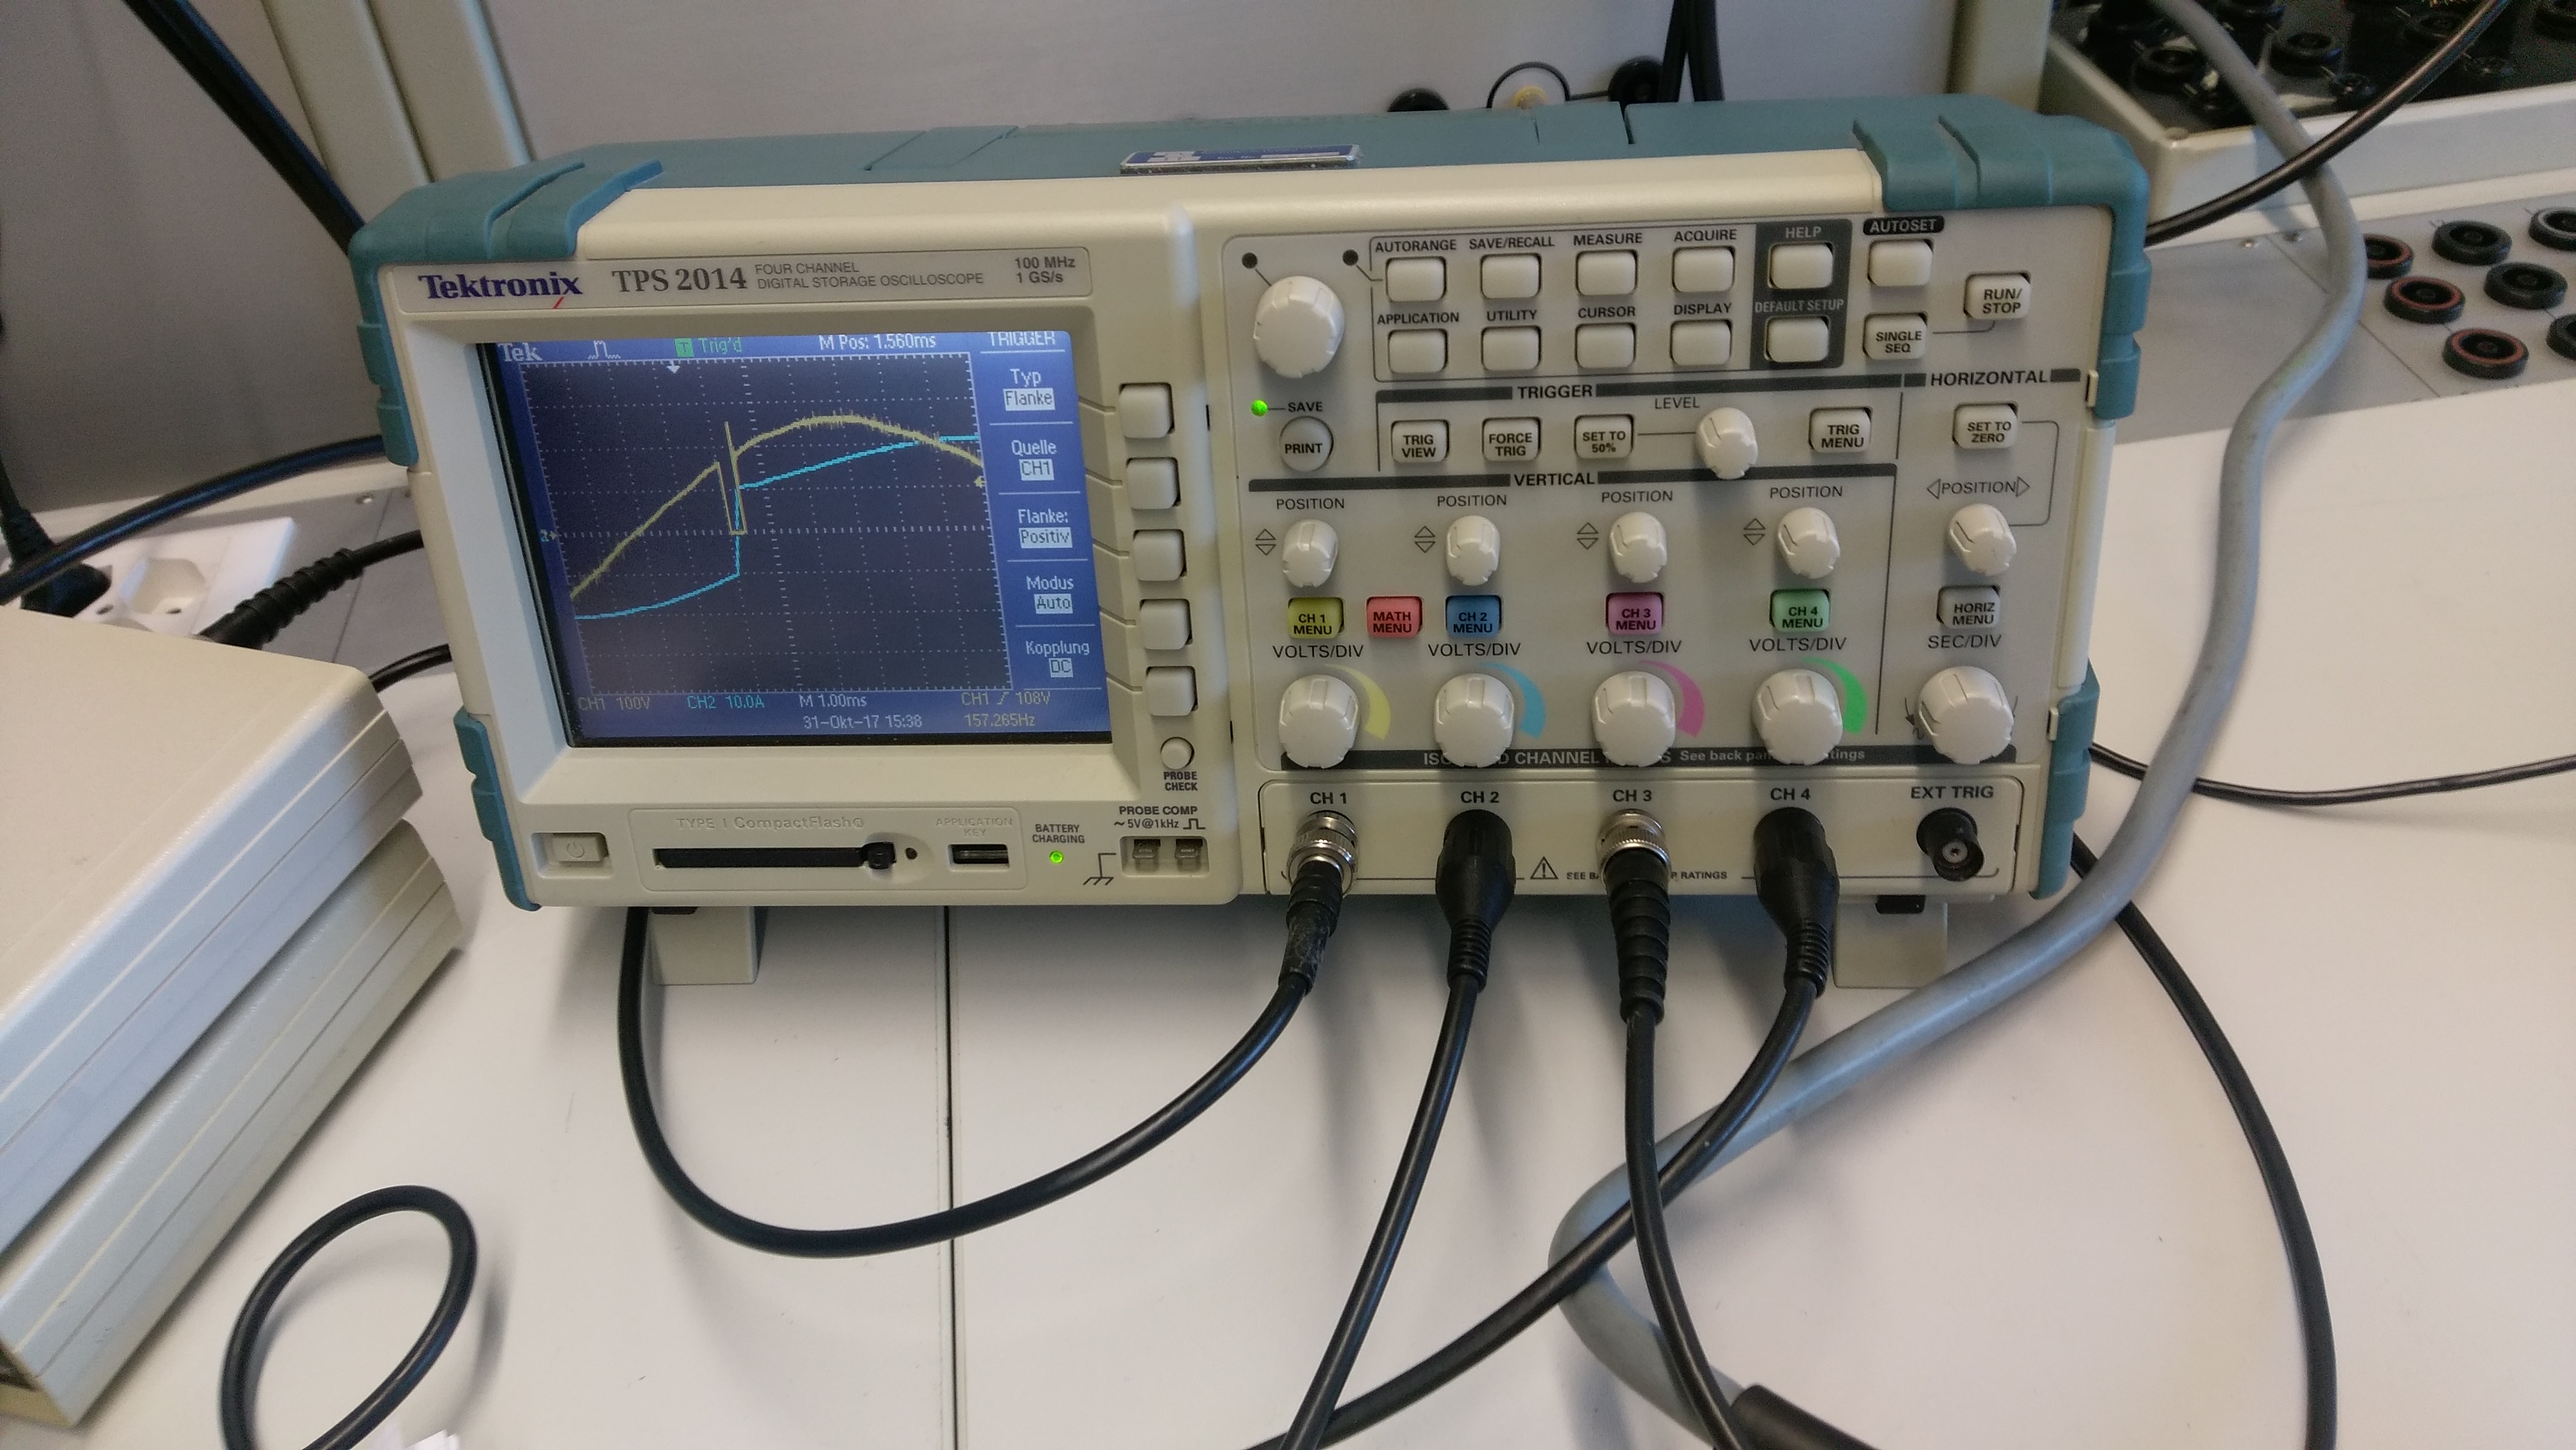 Tektronix TPS 2014 FOUR CHANNEL
DIGITAL STORAGE OSCILLOSCOPE
100 MHz
1 GS/s
Tek Trig'd M Pos: 1.560ms TRIGGER
Typ
Flanke
Quelle
CH1
Flanke:
Positiv
Modus
Auto
Kopplung
DC
2
CH1 100V CH2 10.0A M 1.00ms CH1 108V
31-Okt-17 15:38 157.265Hz
AUTORANGE SAVE/RECALL MEASURE ACQUIRE HELP AUTOSET
APPLICATION UTILITY CURSOR DISPLAY DEFAULT SETUP
RUN/
STOP
SINGLE
SEQ
SAVE
PRINT
TRIGGER
LEVEL
TRIG
VIEW
FORCE
TRIG
SET TO
50%
TRIG
MENU
HORIZONTAL
SET TO
ZERO
POSITION
HORIZ
MENU
SEC/DIV
VERTICAL
POSITION POSITION POSITION POSITION
CH 1
MENU
MATH
MENU
CH 2
MENU
CH 3
MENU
CH 4
MENU
VOLTS/DIV VOLTS/DIV VOLTS/DIV VOLTS/DIV
CHANNEL See back
CH 1 CH 2 CH 3 CH 4 EXT TRIG
SEE RATINGS
PROBE
CHECK
PROBE COMP
~5V@1kHz
TYPE I CompactFlash®
APPLICATION
KEY
BATTERY
CHARGING